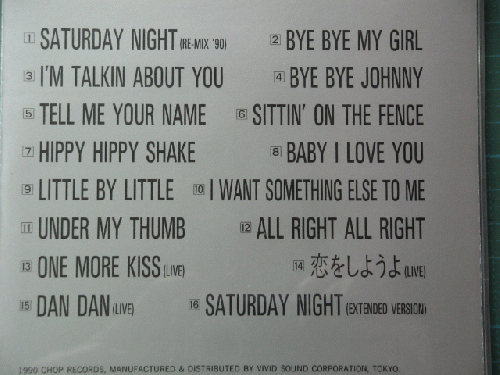 1 SATURDAY NIGHT (RE-MIX '90) 2 BYE BYE MY GIRL
3 I'M TALKIN ABOUT YOU 4 BYE BYE JOHNNY
5 TELL ME YOUR NAME 6 SITTIN' ON THE FENCE
7 HIPPY HIPPY SHAKE 8 BABY I LOVE YOU
9 LITTLE BY LITTLE 10 I WANT SOMETHING ELSE TO ME
11 UNDER MY THUMB 12 ALL RIGHT ALL RIGHT
13 ONE MORE KISS (LIVE) 14 恋をしようよ (LIVE)
15 DAN DAN (LIVE) 16 SATURDAY NIGHT (EXTENDED VERSION)
1990 CHOP RECORDS, MANUFACTURED & DISTRIBUTED BY VIVID SOUND CORPORATION, TOKYO.